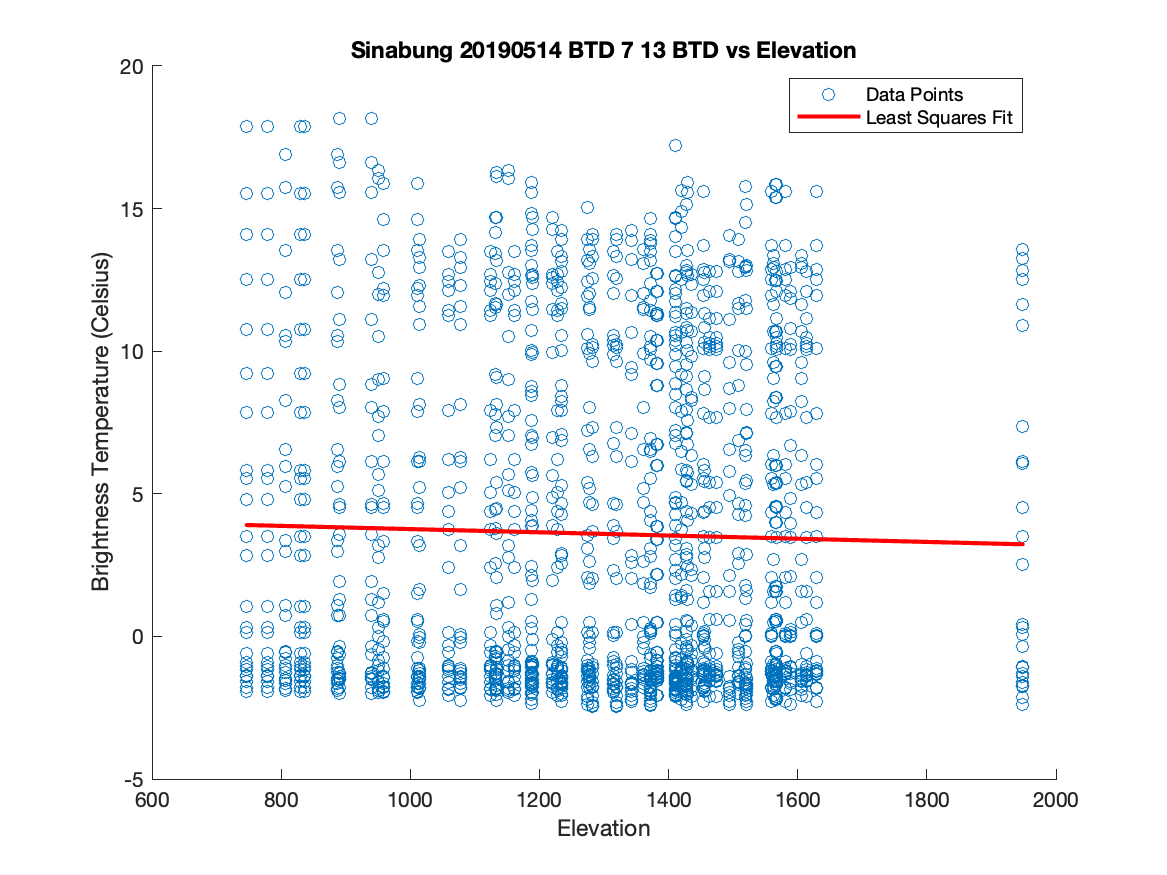 Sinabung 20190514 BTD 7 13 BTD vs Elevation
Data Points
Least Squares Fit
Brightness Temperature (Celsius)
20
15
10
5
0
-5
600 800 1000 1200 1400 1600 1800 2000
Elevation